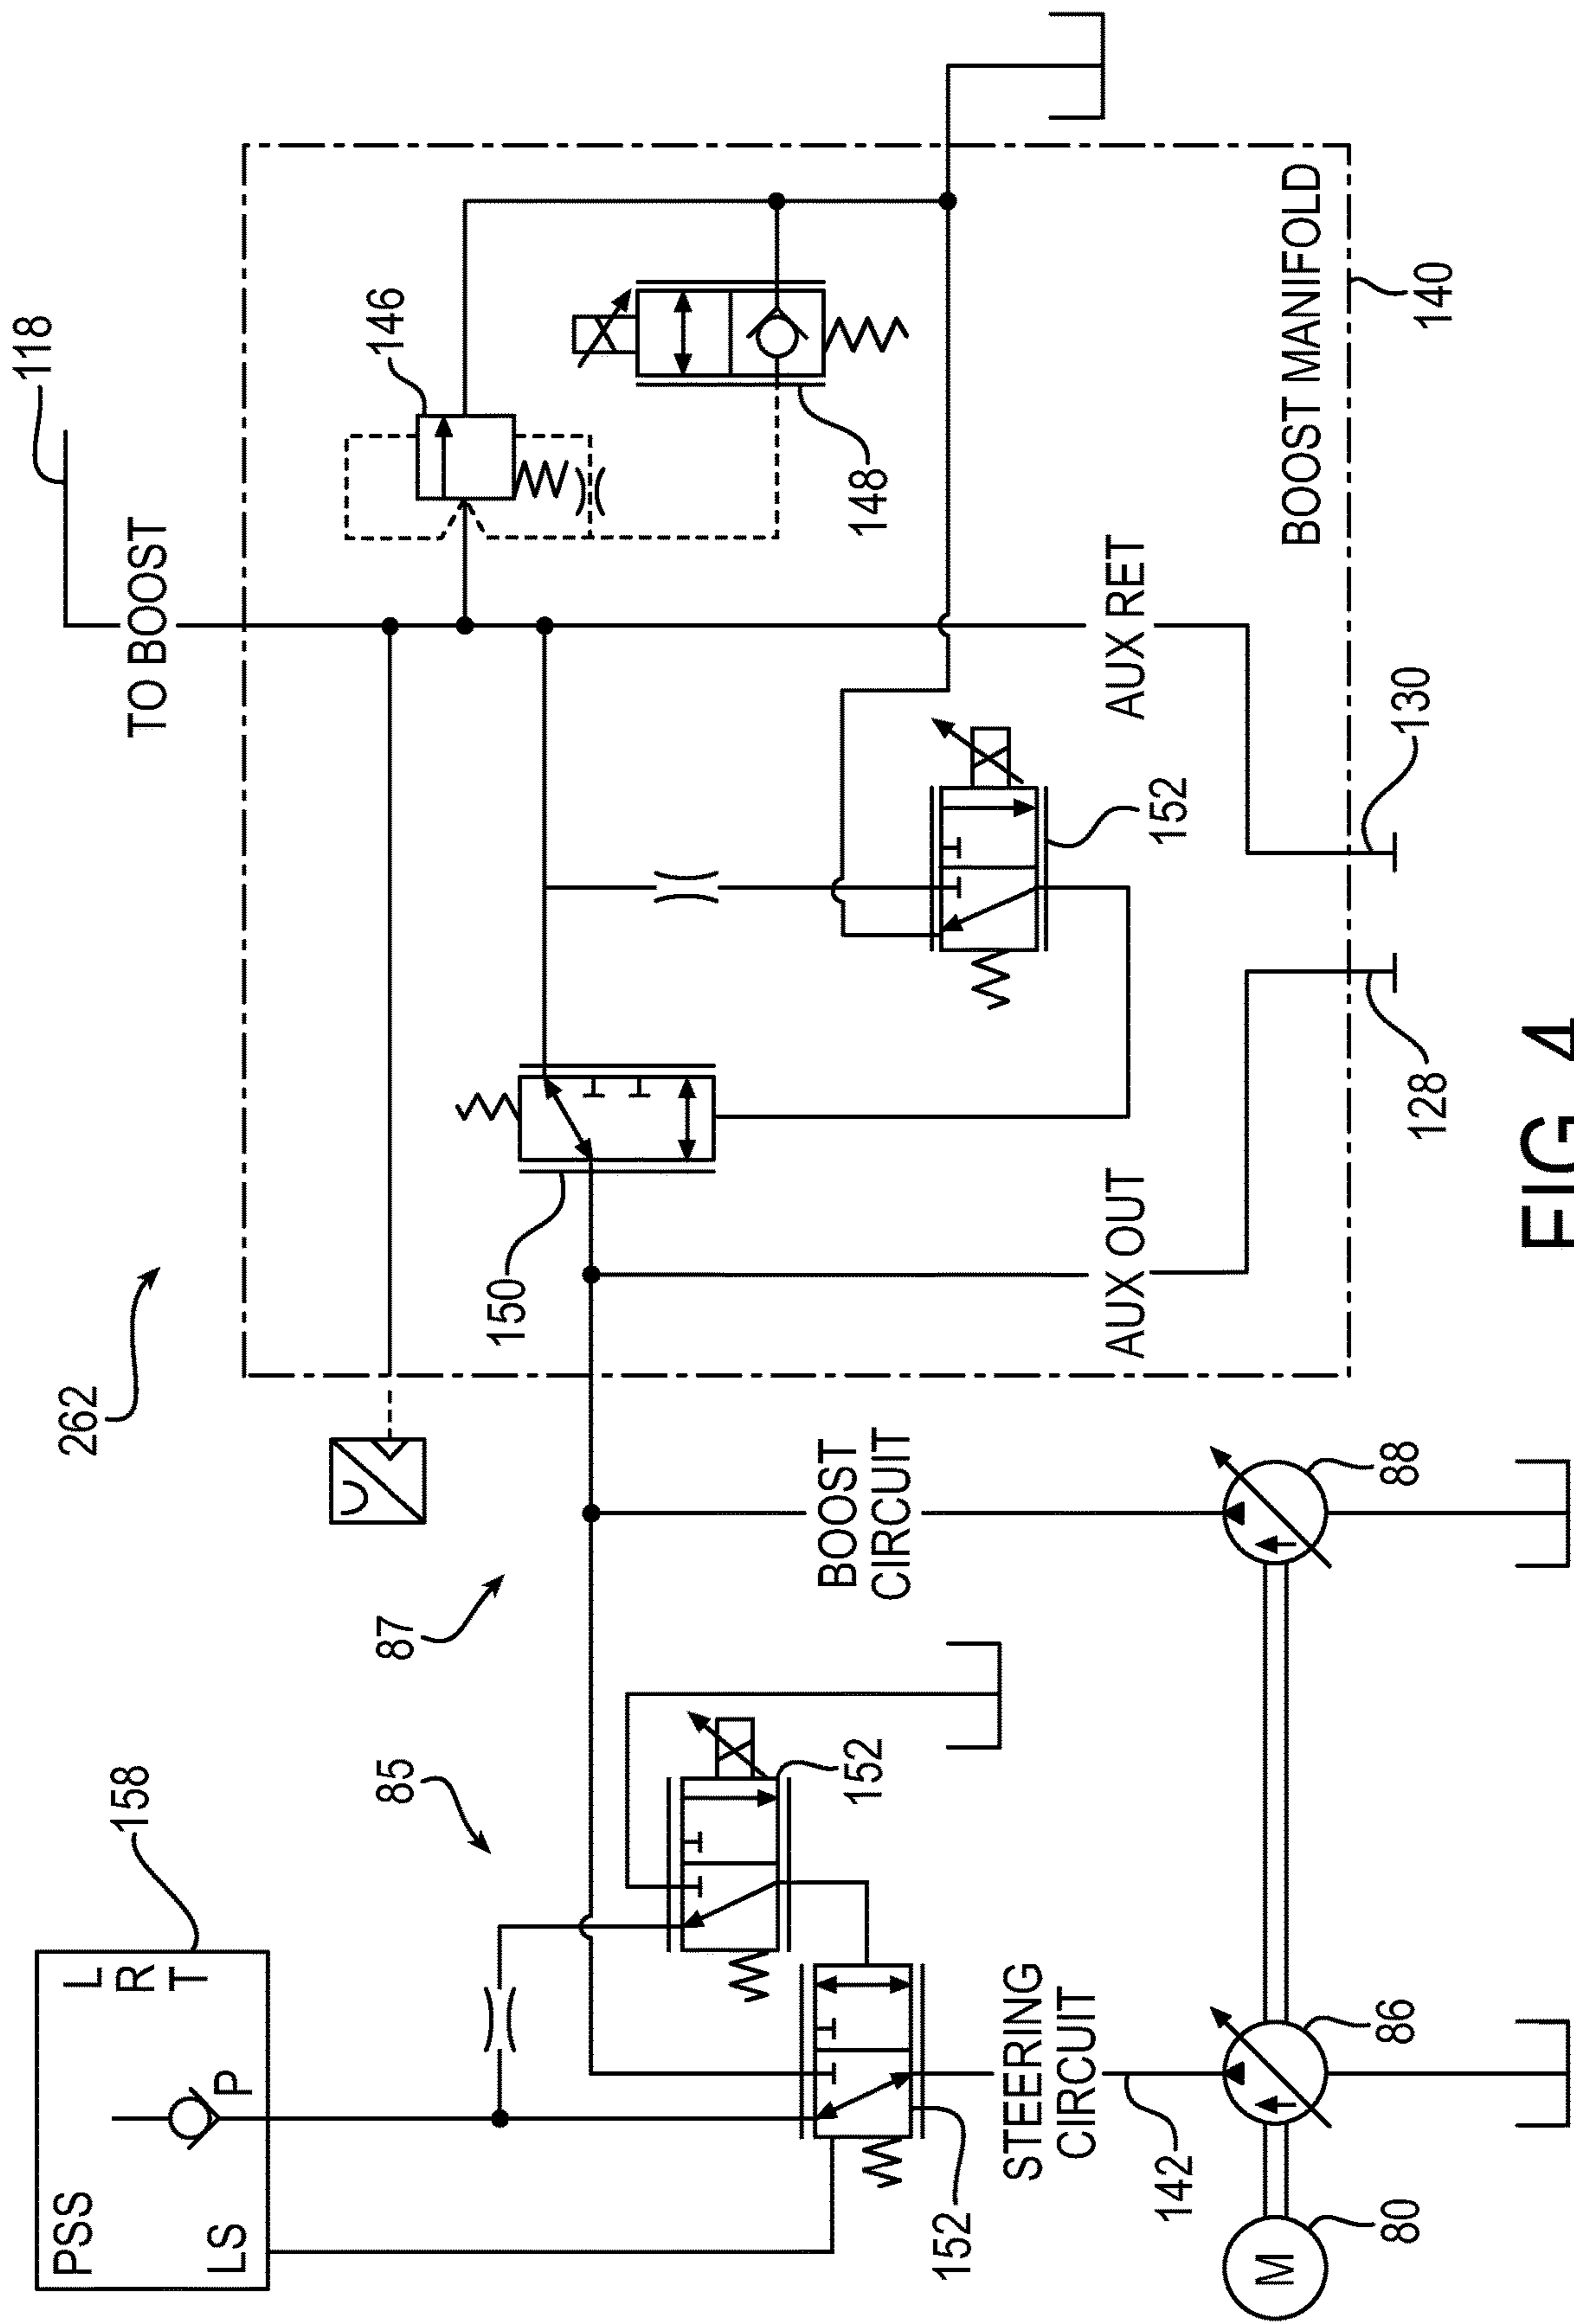 118
262
PSS
L
R
T
158
TO BOOST
P
LS
85
87
146
150
BOOST
CIRCUIT
152
148
152
STEERING
CIRCUIT
AUX OUT
AUX RET
142
152
M
BOOST MANIFOLD
80
86
88
128
130
140
FIG. 4